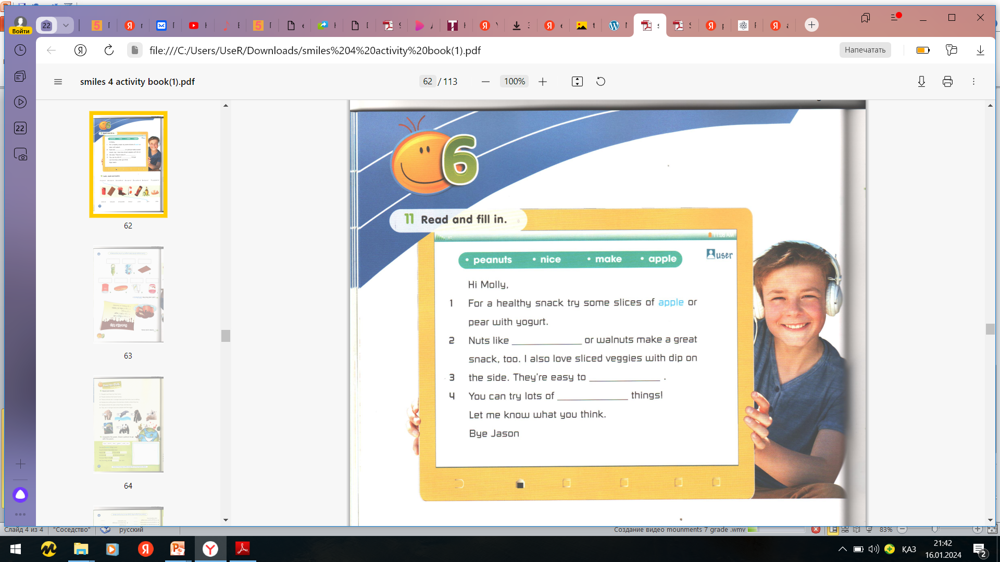 Войти
22
file:///C:/Users/UseR/Downloads/smiles%204%20activity%20book(1).pdf
Напечатать
smiles 4 activity book(1).pdf
62 / 113
100%
22
62
63
64
6
11 Read and fill in.
user
• peanuts • nice • make • apple
Hi Molly,
1 For a healthy snack try some slices of apple or
pear with yogurt.
2 Nuts like ____________ or walnuts make a great
snack, too. I also love sliced veggies with dip on
3 the side. They're easy to ____________ .
4 You can try lots of ____________ things!
Let me know what you think.
Bye Jason
Слайд 4 из 4 "Соседство" русский
Создание видео mounments 7 grade .wmv
83%
ҚАЗ
21:42
16.01.2024
2